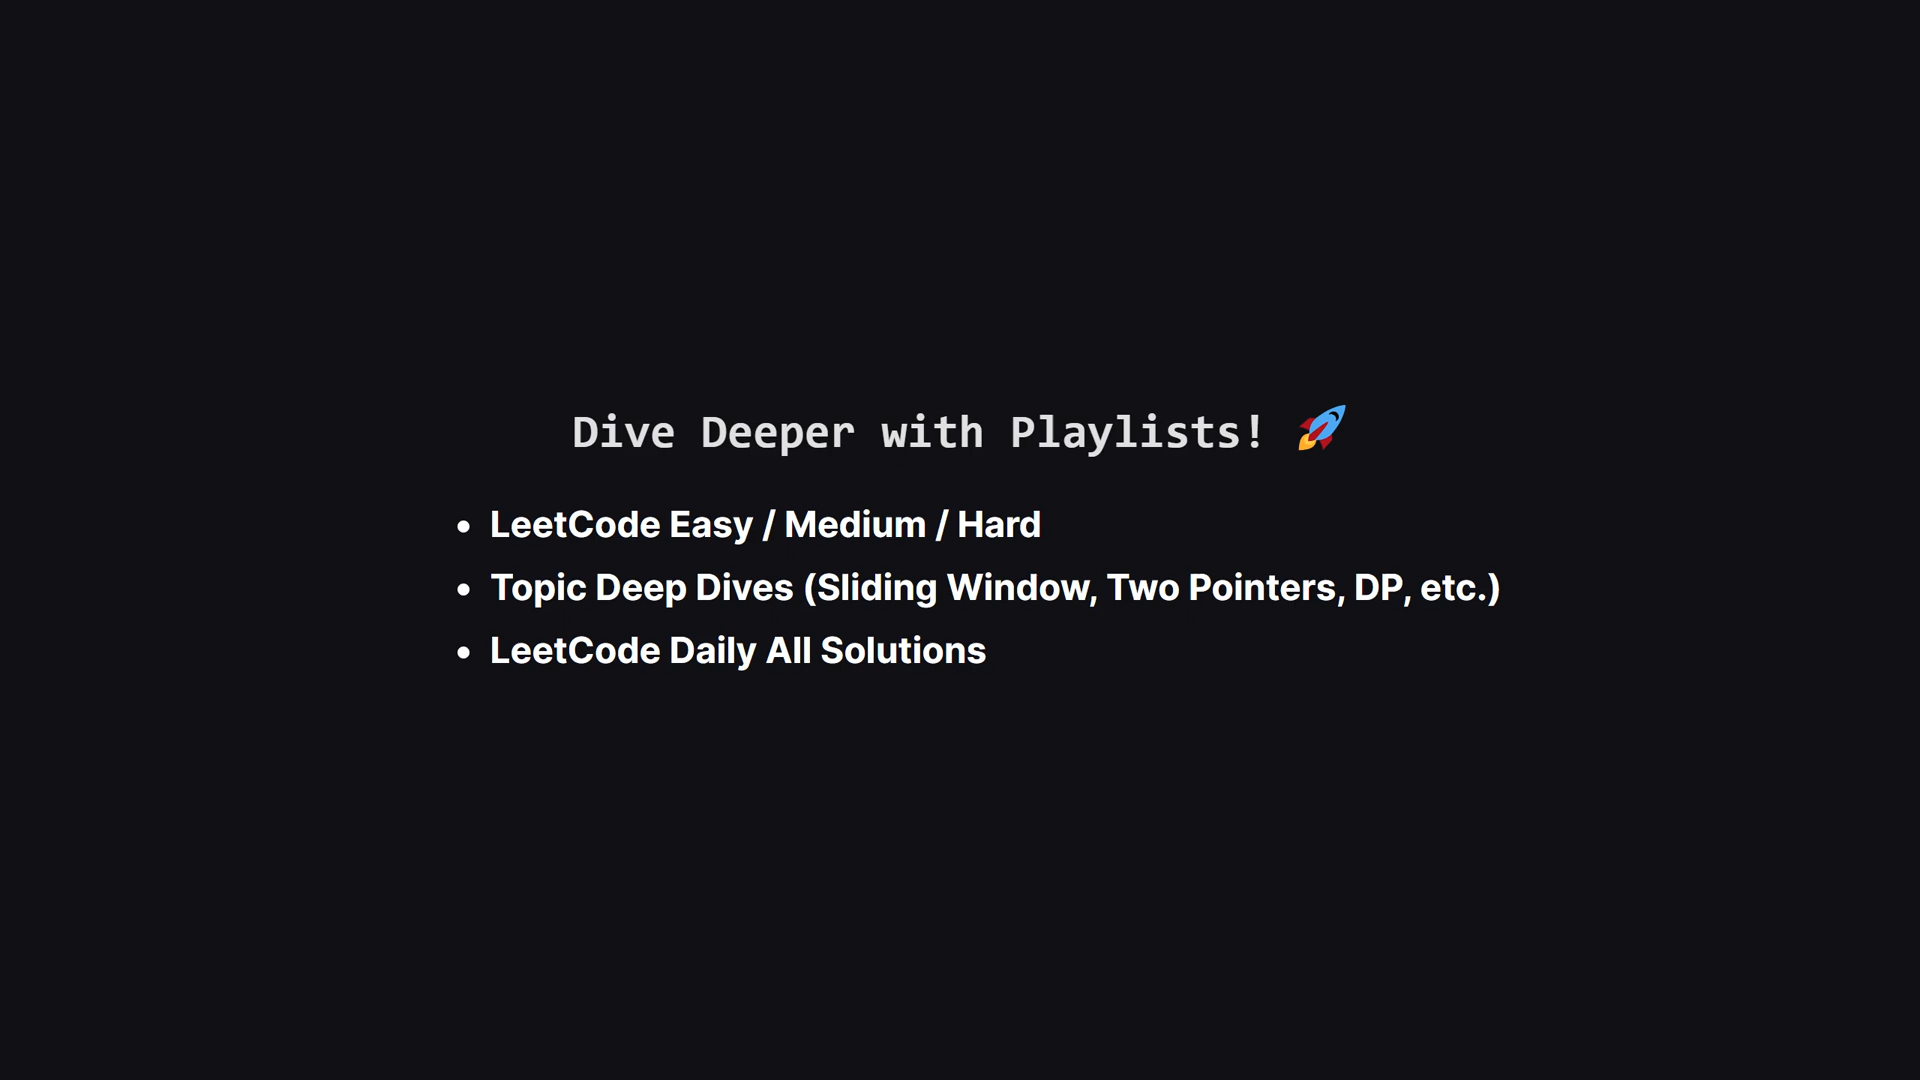 Dive Deeper with Playlists! 🚀
• LeetCode Easy / Medium / Hard
• Topic Deep Dives (Sliding Window, Two Pointers, DP, etc.)
• LeetCode Daily All Solutions